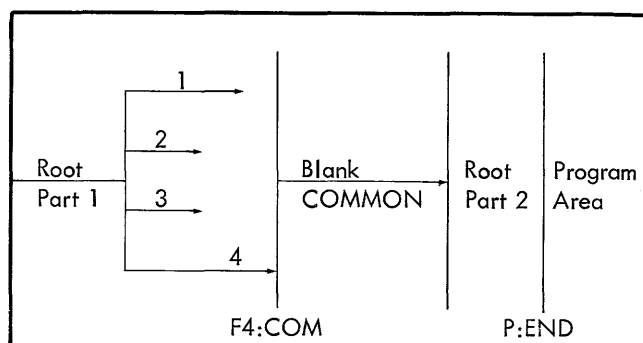 1
2
Root
Part 1
3
4
Blank
COMMON
Root
Part 2
Program
Area
F4:COM
P:END